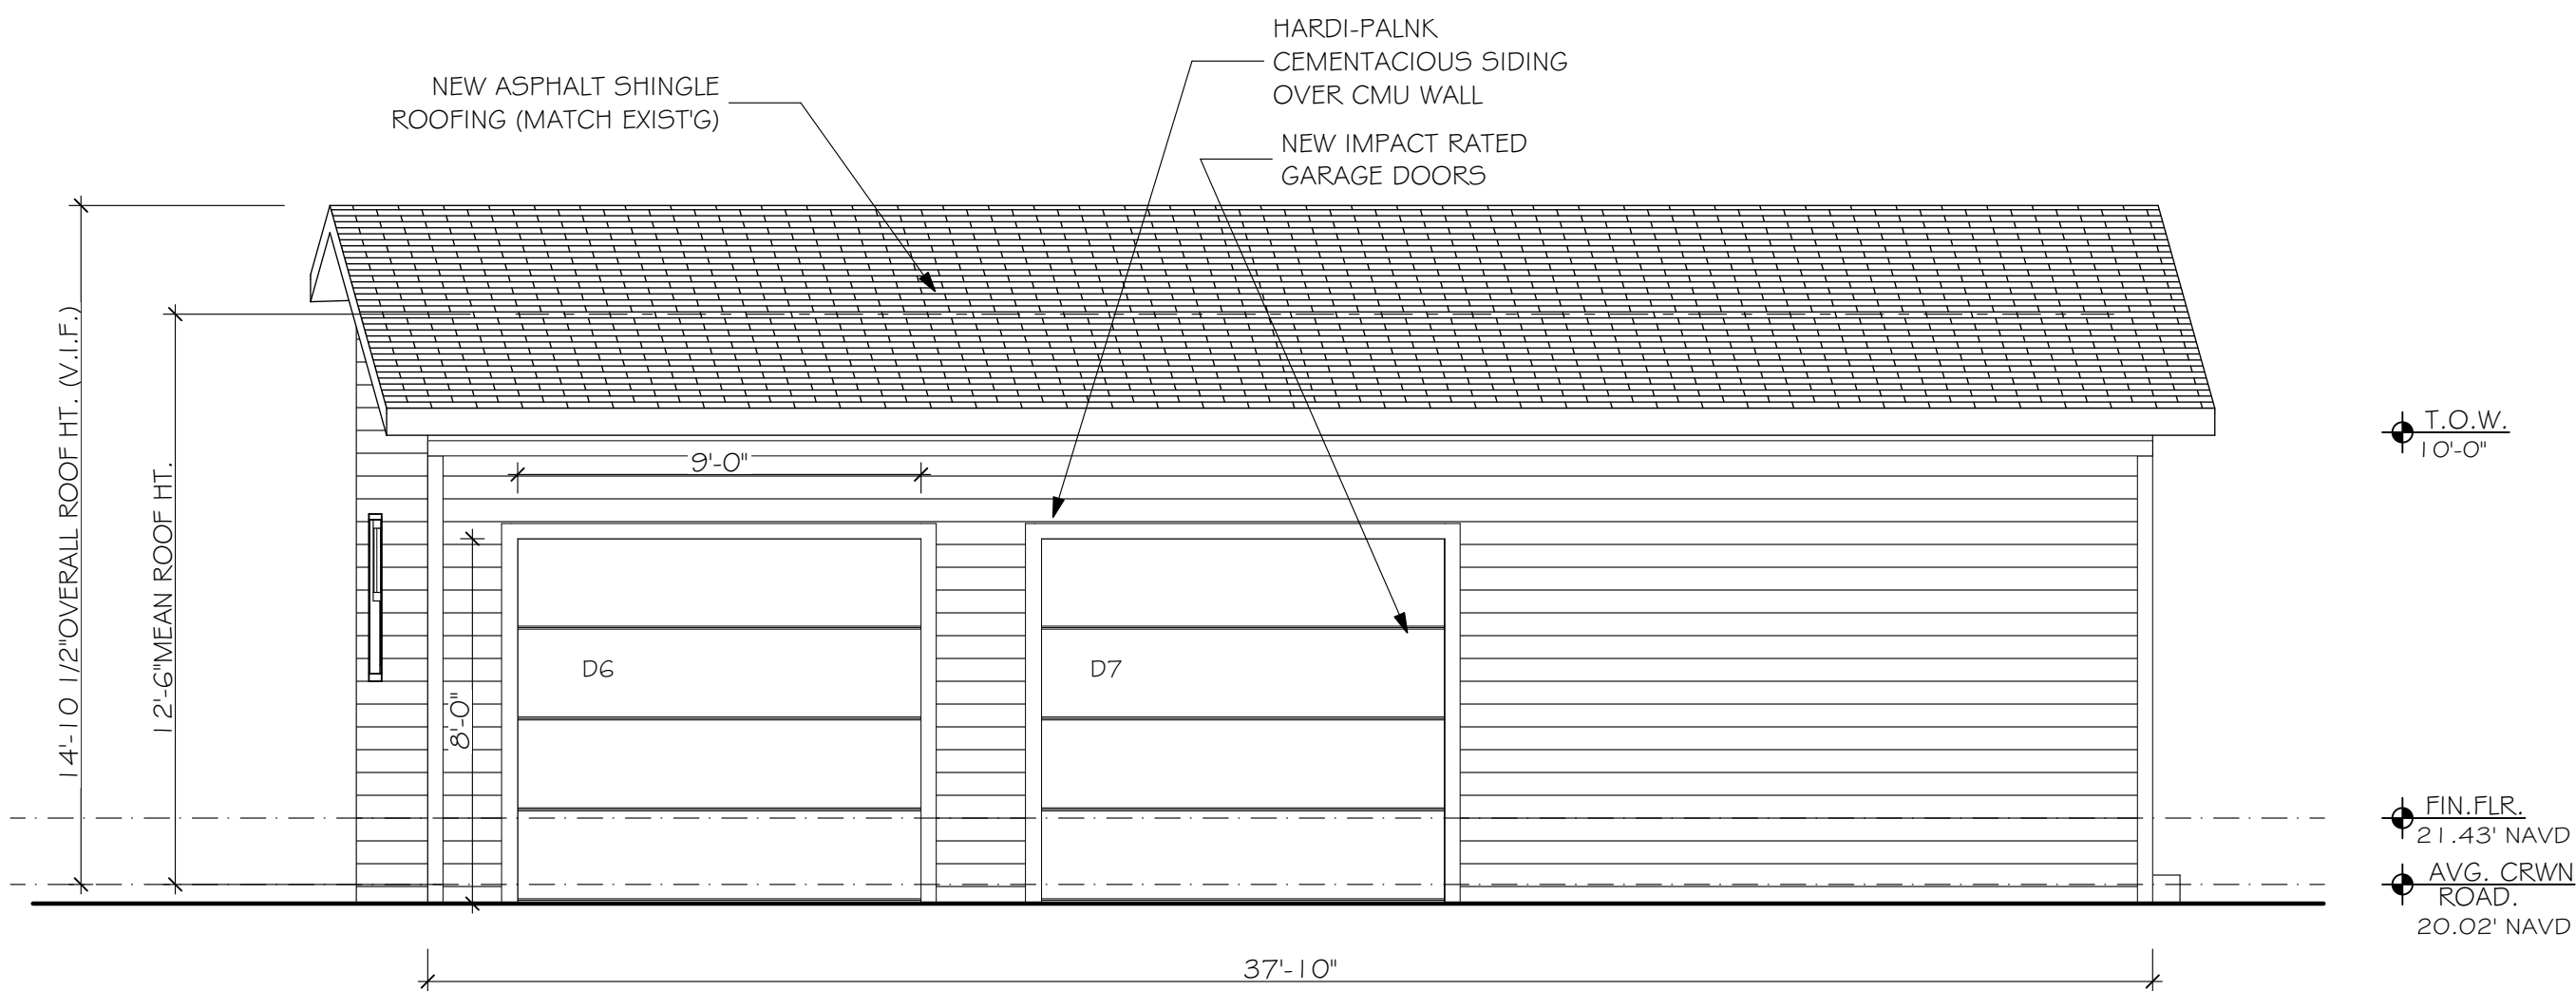 HARDI-PALNK
CEMENTACIOUS SIDING
OVER CMU WALL
NEW ASPHALT SHINGLE
ROOFING (MATCH EXIST'G)
NEW IMPACT RATED
GARAGE DOORS
14'-10 1/2"OVERALL ROOF HT. (V.I.F.)
12'-6"MEAN ROOF HT.
T.O.W.
10'-0"
9'-0"
8'-0"
D6
D7
FIN.FLR.
21.43' NAVD
AVG. CRWN
ROAD.
20.02' NAVD
37'-10"